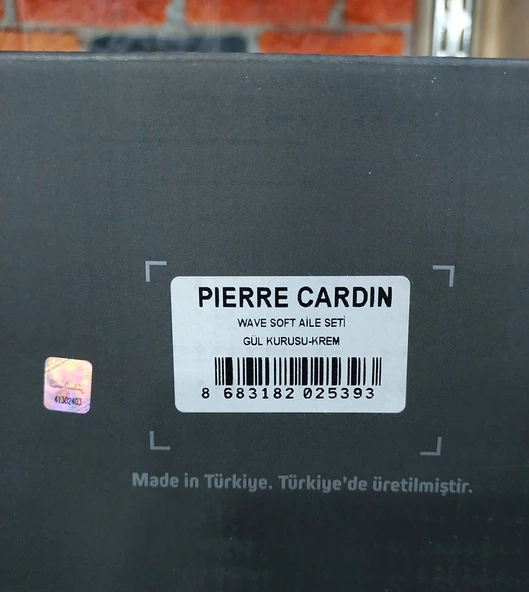 PIERRE CARDIN
WAVE SOFT AİLE SETİ
GÜL KURUSU-KREM
8 683182 025393
41302403
Made in Türkiye. Türkiye'de üretilmiştir.